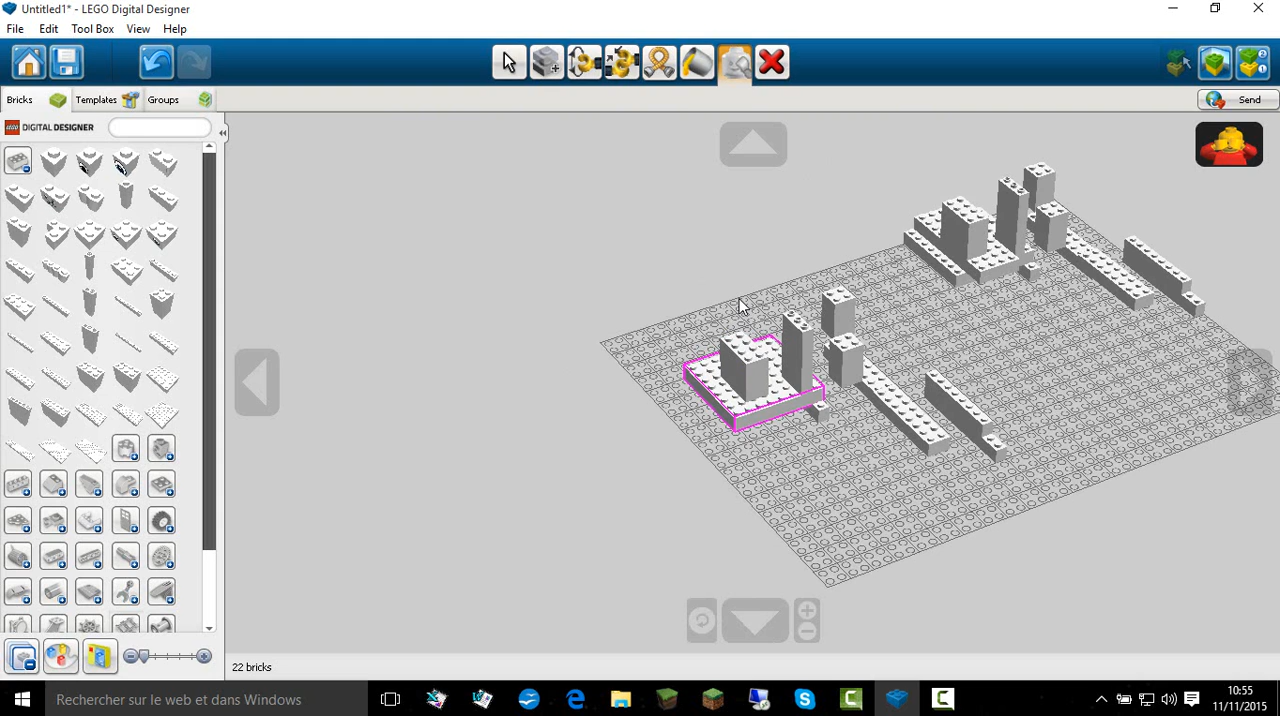 Untitled1* - LEGO Digital Designer
File Edit Tool Box View Help
Bricks Templates Groups
Send
LEGO DIGITAL DESIGNER
22 bricks
Rechercher sur le web et dans Windows
10:55
11/11/2015